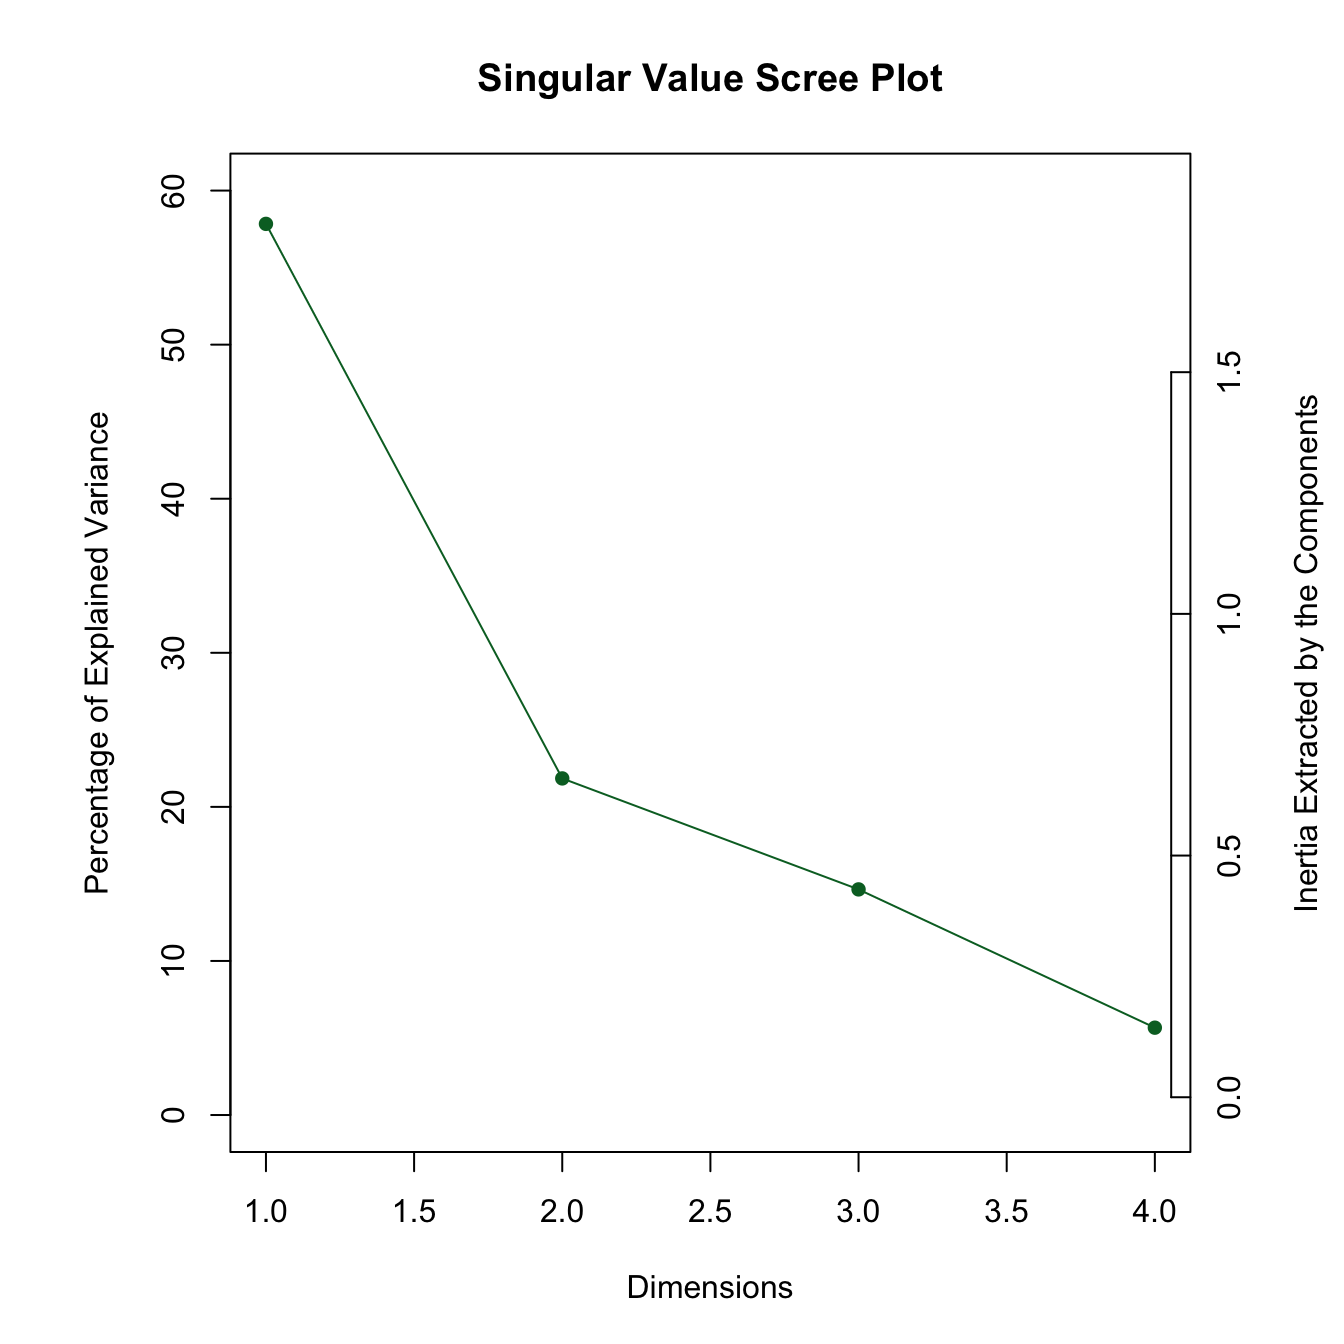 Singular Value Scree Plot
Percentage of Explained Variance
60
50
40
30
20
10
0
1.5
1.0
0.5
0.0
Inertia Extracted by the Components
1.0 1.5 2.0 2.5 3.0 3.5 4.0
Dimensions